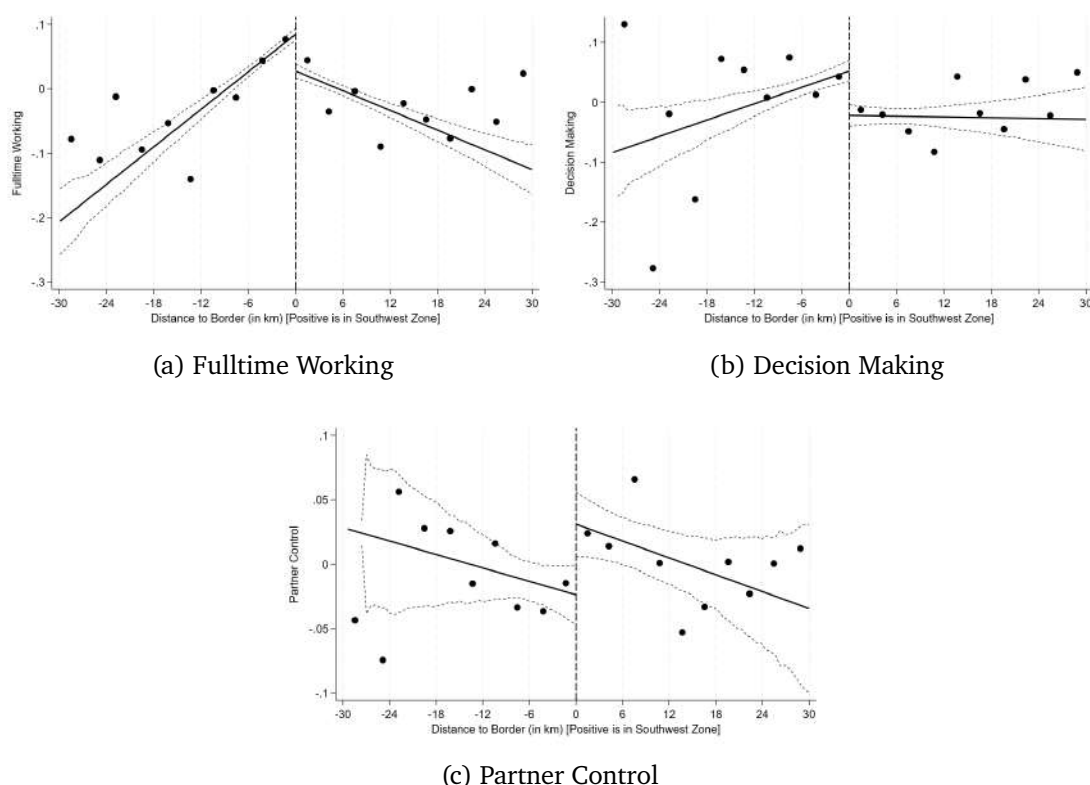 .1
0
-.1
-.2
-.3
Fulltime Working
-30 -24 -18 -12 -6 0 6 12 18 24 30
Distance to Border (in km) [Positive is in Southwest Zone]
(a) Fulltime Working
.1
0
-.1
-.2
-.3
Decision Making
-30 -24 -18 -12 -6 0 6 12 18 24 30
Distance to Border (in km) [Positive is in Southwest Zone]
(b) Decision Making
.1
.05
0
-.05
-.1
Partner Control
-30 -24 -18 -12 -6 0 6 12 18 24 30
Distance to Border (in km) [Positive is in Southwest Zone]
(c) Partner Control